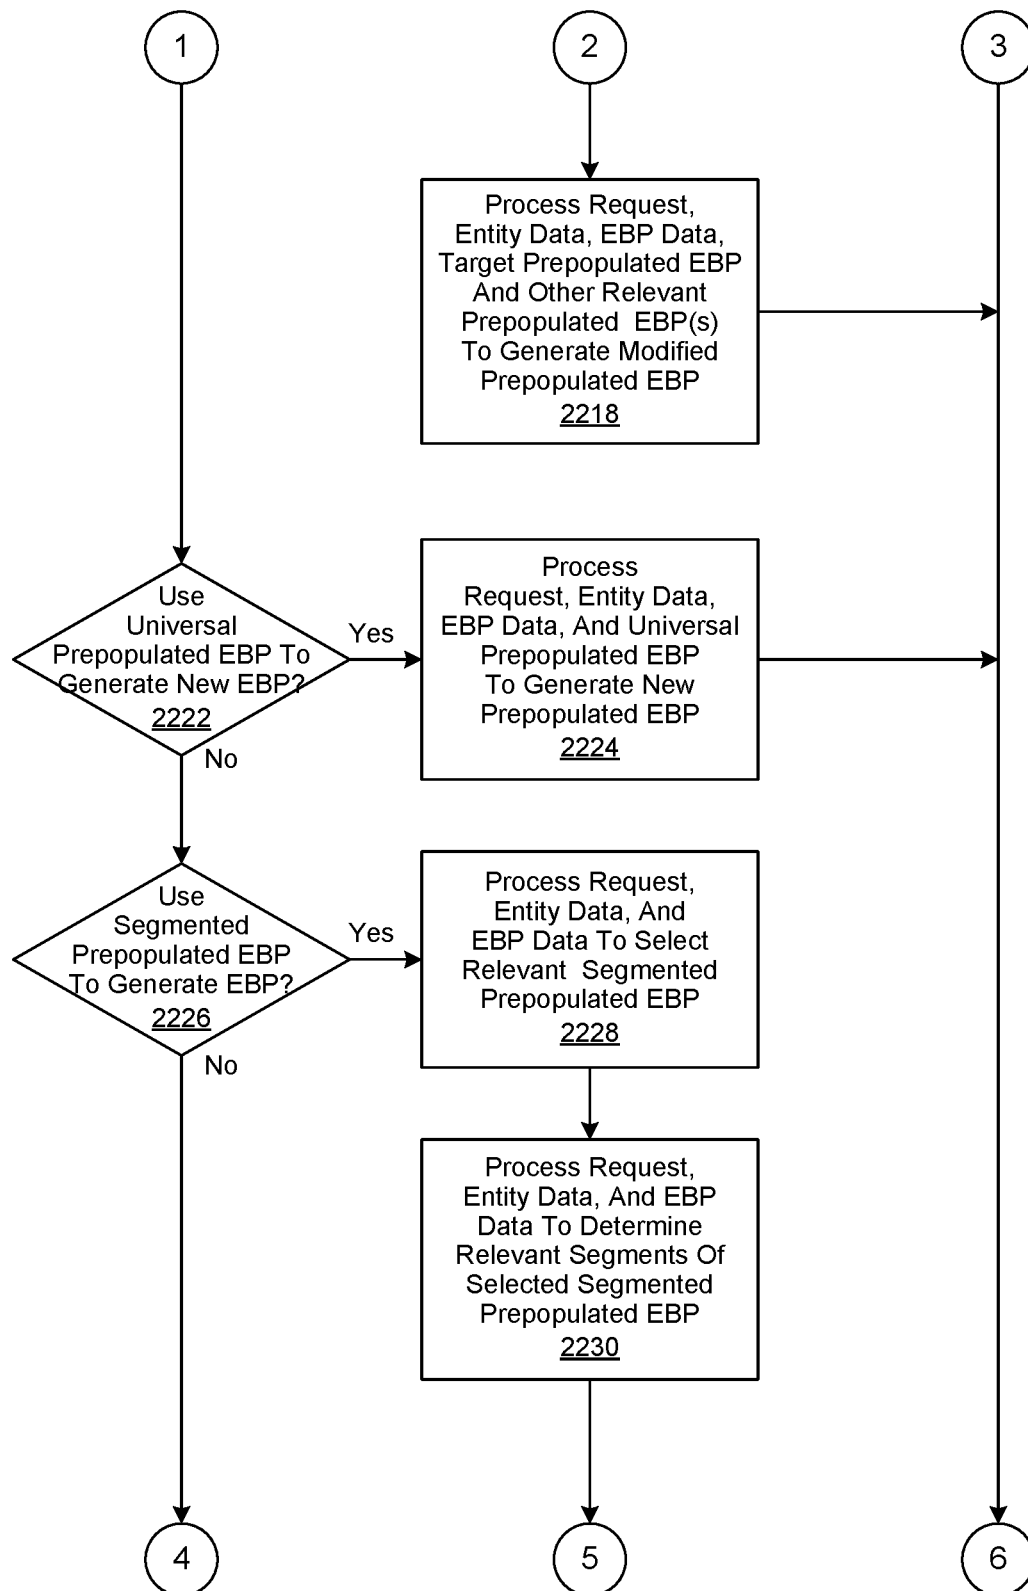 1
2
3
Process Request,
Entity Data, EBP Data,
Target Prepopulated EBP
And Other Relevant
Prepopulated EBP(s)
To Generate Modified
Prepopulated EBP
2218
Use
Universal
Prepopulated EBP To
Generate New EBP?
2222
Yes
No
Process
Request, Entity Data,
EBP Data, And Universal
Prepopulated EBP
To Generate New
Prepopulated EBP
2224
Use
Segmented
Prepopulated EBP
To Generate EBP?
2226
Yes
No
Process Request,
Entity Data, And
EBP Data To Select
Relevant Segmented
Prepopulated EBP
2228
Process Request,
Entity Data, And EBP
Data To Determine
Relevant Segments Of
Selected Segmented
Prepopulated EBP
2230
4
5
6